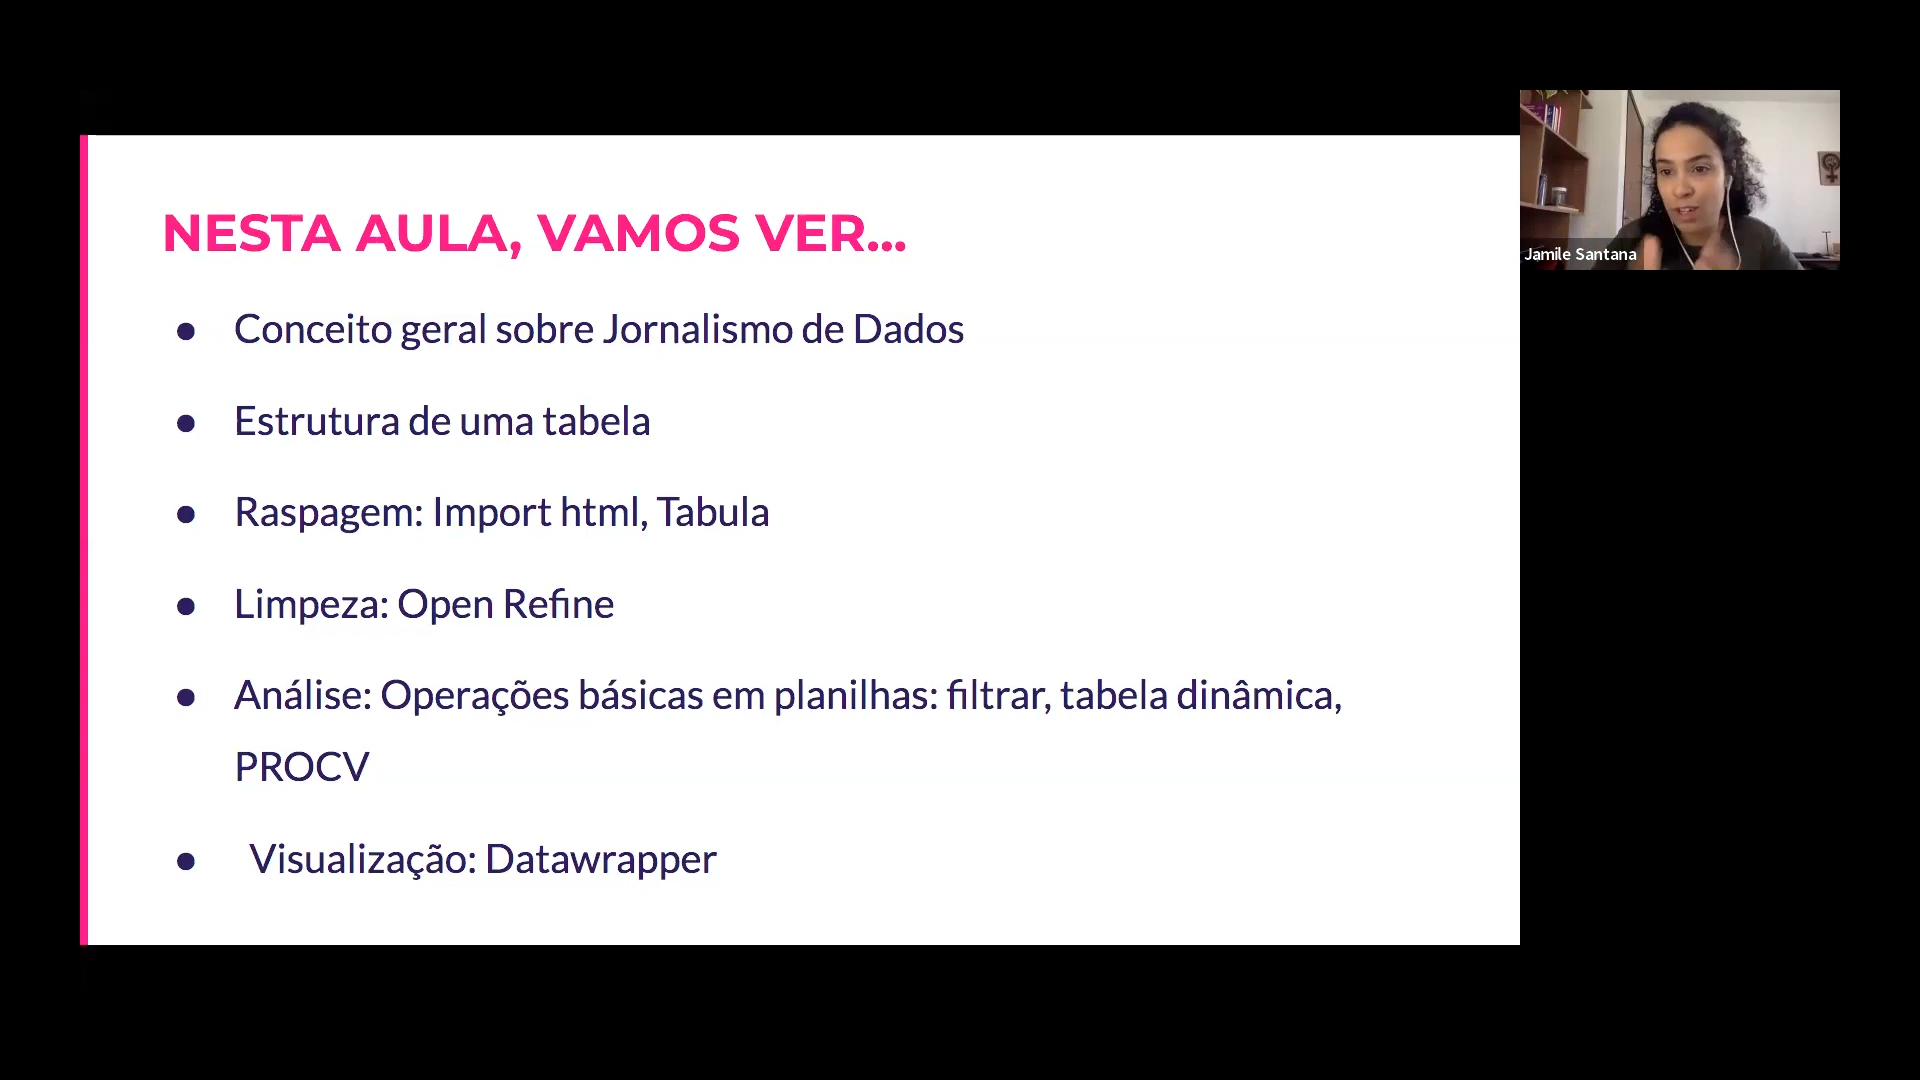 NESTA AULA, VAMOS VER...
● Conceito geral sobre Jornalismo de Dados
● Estrutura de uma tabela
● Raspagem: Import html, Tabula
● Limpeza: Open Refine
● Análise: Operações básicas em planilhas: filtrar, tabela dinâmica,
PROCV
● Visualização: Datawrapper
Jamile Santana